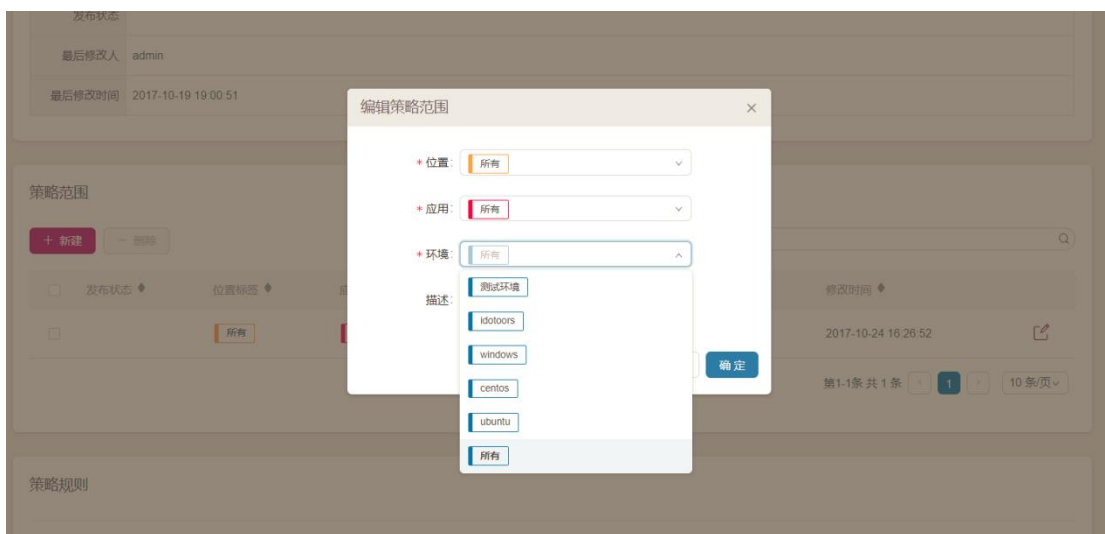 发布状态
最后修改人 admin
最后修改时间 2017-10-19 19:00:51
编辑策略范围
* 位置: 所有
* 应用: 所有
* 环境: 所有
测试环境
描述:
idotoors
windows
centos
ubuntu
所有
确定
策略范围
+ 新建 - 删除
发布状态 位置标签 修改时间
所有 2017-10-24 16:26:52
第1-1条 共 1 条 < 1 > 10 条/页
策略规则